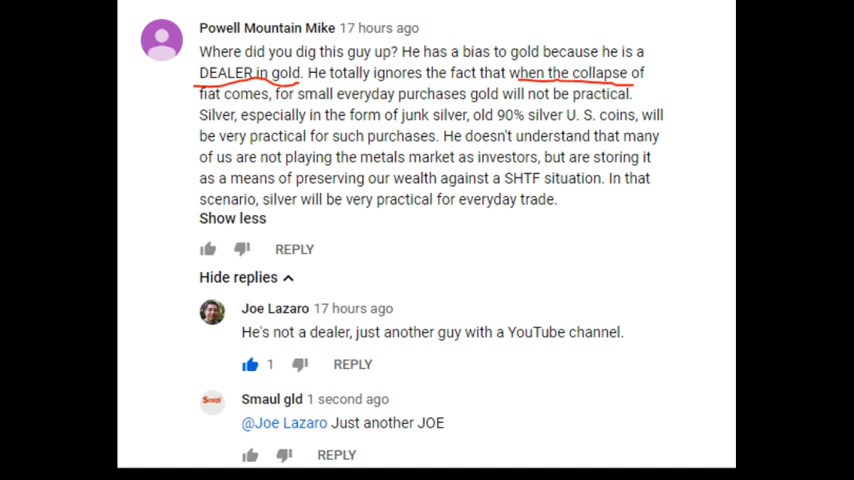 Powell Mountain Mike 17 hours ago
Where did you dig this guy up? He has a bias to gold because he is a
DEALER in gold. He totally ignores the fact that when the collapse of
fiat comes, for small everyday purchases gold will not be practical.
Silver, especially in the form of junk silver, old 90% silver U. S. coins, will
be very practical for such purchases. He doesn't understand that many
of us are not playing the metals market as investors, but are storing it
as a means of preserving our wealth against a SHTF situation. In that
scenario, silver will be very practical for everyday trade.
Show less
REPLY
Hide replies
Joe Lazaro 17 hours ago
He's not a dealer, just another guy with a YouTube channel.
1 REPLY
Smaul gld 1 second ago
@Joe Lazaro Just another JOE
REPLY